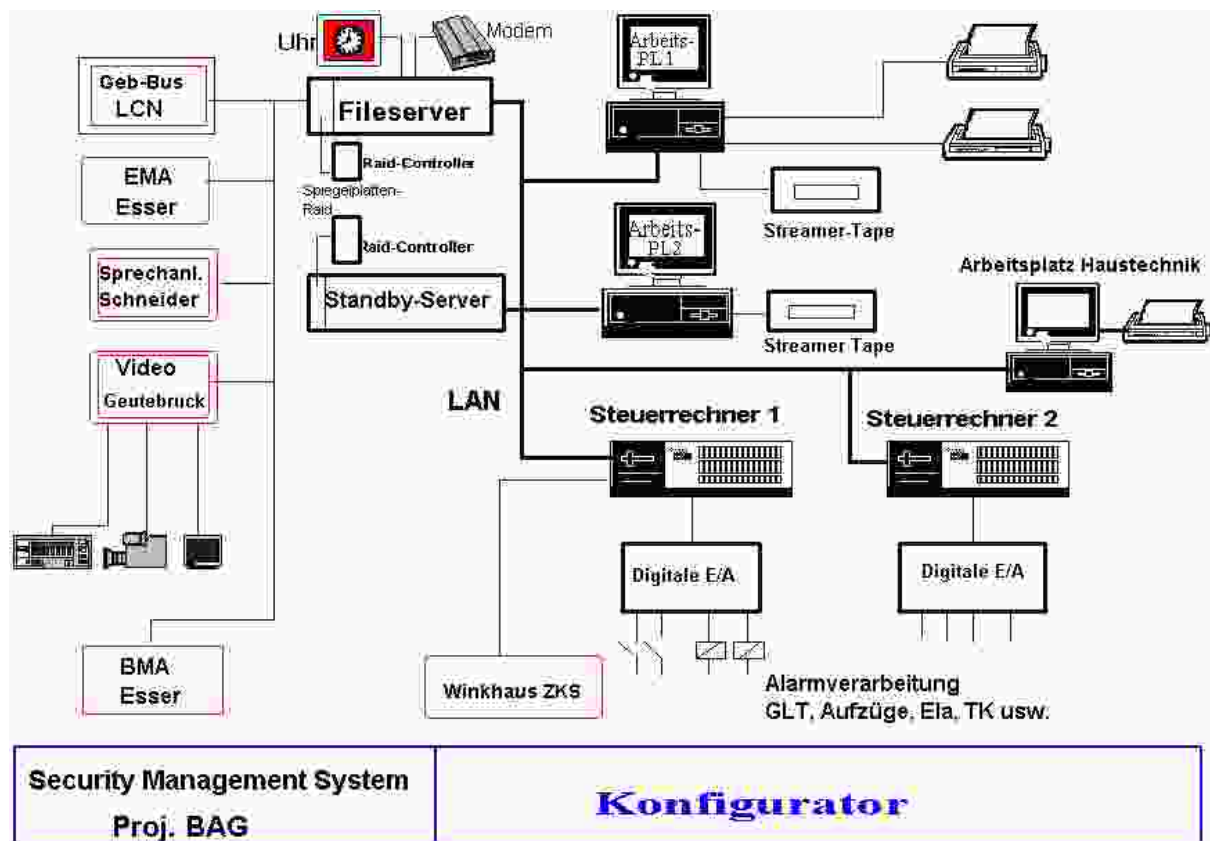 Uhr
Modem
Geb-Bus
LCN
Fileserver
Arbeits-
PL1
Raid-Controller
EMA
Esser
Spiegelplatten-
Raid
Streamer-Tape
Arbeits-
PL2
Raid-Controller
Sprechanl.
Schneider
Standby-Server
Arbeitsplatz Haustechnik
Streamer Tape
Video
Geutebruck
LAN
Steuerrechner 1
Steuerrechner 2
Digitale E/A
Digitale E/A
BMA
Esser
Winkhaus ZKS
Alarmverarbeitung
GLT, Aufzüge, Ela, TK usw.
Security Management System
Proj. BAG
Konfigurator